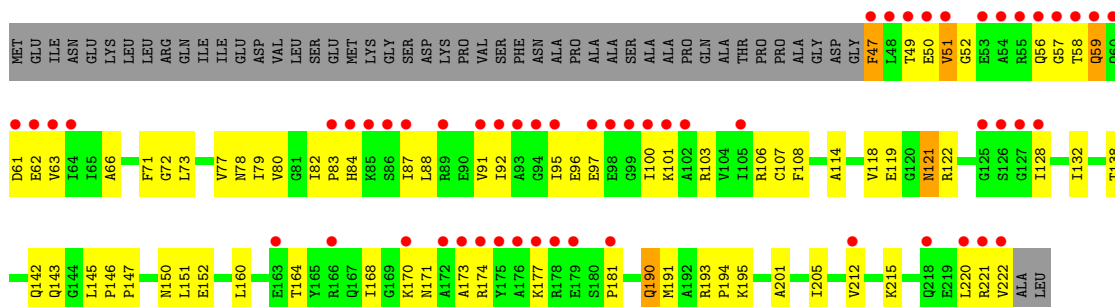 MET GLU ILE ASN GLU LYS LEU LEU ARG GLN ILE ILE GLU ASP VAL LEU SER GLU MET LYS GLY SER ASP LYS PRO VAL SER PHE ASN ALA PRO ALA ALA SER ALA ALA PRO GLN ALA THR PRO PRO ALA GLY ASP GLY F47 L48 T49 E50 V51 G52 E53 A54 R55 Q56 G57 T58 Q59
D61 E62 V63 I64 I65 A66 F71 G72 L73 V77 N78 I79 V80 G81 I82 P83 H84 K85 S86 I87 L88 R89 E90 V91 I92 A93 G94 I95 E96 E97 E98 G99 I100 K101 A102 R103 V104 I105 R106 C107 F108 A114 V118 E119 G120 N121 R122 G125 S126 G127 I128 I132 T138
Q142 Q143 G144 L145 P146 P147 N150 L151 E152 L160 E163 T164 Y165 R166 Q167 I168 G169 K170 N171 A172 A173 R174 Y175 A176 K177 R178 E179 S180 P181 Q190 M191 A192 R193 P194 K195 A201 I205 V212 K215 Q218 E219 L220 R221 V222 ALA LEU